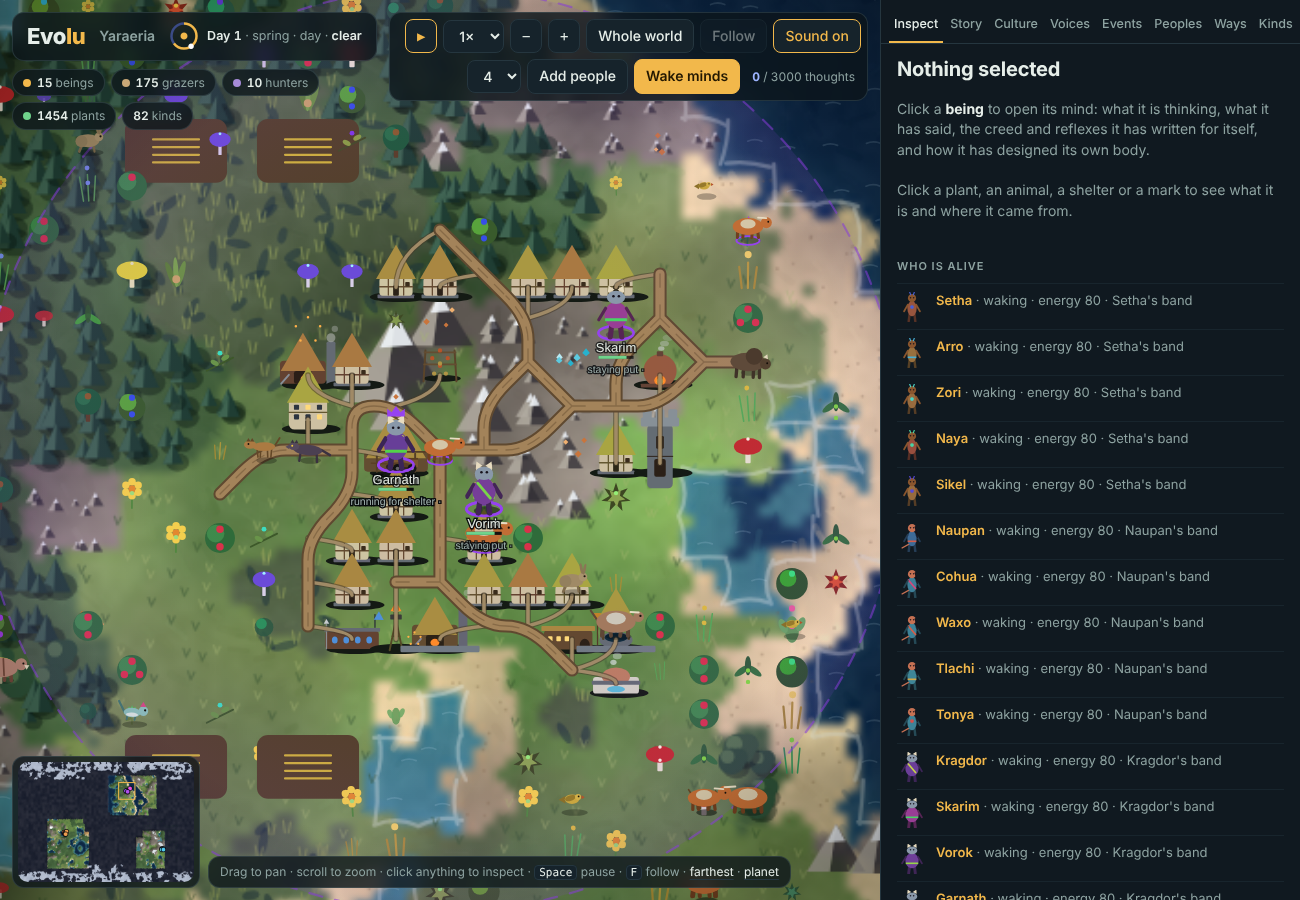 Evolu Yaraeria Day 1 · spring · day · clear
▶ 1× − + Whole world Follow Sound on
4 Add people Wake minds 0 / 3000 thoughts
15 beings 175 grazers 10 hunters
1454 plants 82 kinds
Skarim
staying put ·
Garnath
running for shelter ·
Vorim
staying put ·
Drag to pan · scroll to zoom · click anything to inspect · Space pause · F follow · farthest · planet
Inspect Story Culture Voices Events Peoples Ways Kinds
Nothing selected
Click a being to open its mind: what it is thinking, what it
has said, the creed and reflexes it has written for itself,
and how it has designed its own body.
Click a plant, an animal, a shelter or a mark to see what it
is and where it came from.
WHO IS ALIVE
Setha · waking · energy 80 · Setha's band
Arro · waking · energy 80 · Setha's band
Zori · waking · energy 80 · Setha's band
Naya · waking · energy 80 · Setha's band
Sikel · waking · energy 80 · Setha's band
Naupan · waking · energy 80 · Naupan's band
Cohua · waking · energy 80 · Naupan's band
Waxo · waking · energy 80 · Naupan's band
Tlachi · waking · energy 80 · Naupan's band
Tonya · waking · energy 80 · Naupan's band
Kragdor · waking · energy 80 · Kragdor's band
Skarim · waking · energy 80 · Kragdor's band
Vorok · waking · energy 80 · Kragdor's band
Garnath · waking · energy 80 · Kragdor's band